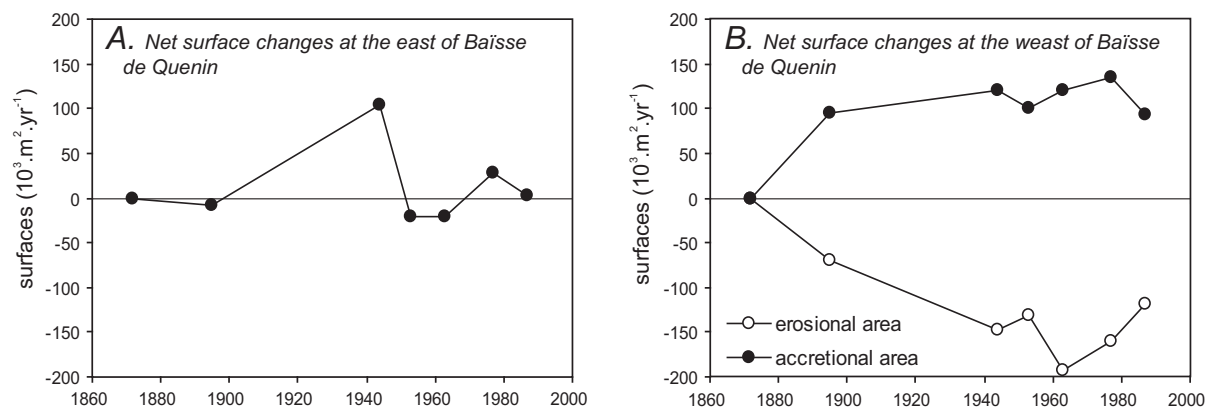 A. Net surface changes at the east of Baïsse
de Quenin
surfaces (10³.m².yr⁻¹)
200
150
100
50
0
-50
-100
-150
-200
1860 1880 1900 1920 1940 1960 1980 2000
B. Net surface changes at the weast of Baïsse
de Quenin
surfaces (10³.m².yr⁻¹)
200
150
100
50
0
-50
-100
-150
-200
erosional area
accretional area
1860 1880 1900 1920 1940 1960 1980 2000